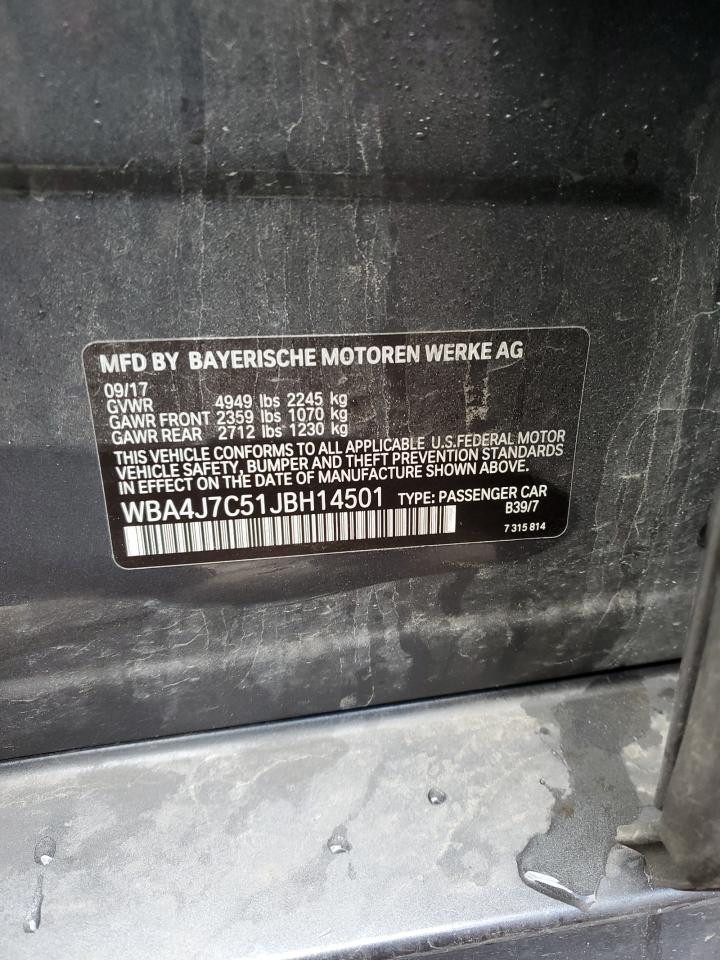 MFD BY BAYERISCHE MOTOREN WERKE AG
09/17
GVWR 4949 lbs 2245 kg
GAWR FRONT 2359 lbs 1070 kg
GAWR REAR 2712 lbs 1230 kg
THIS VEHICLE CONFORMS TO ALL APPLICABLE U.S.FEDERAL MOTOR
VEHICLE SAFETY, BUMPER AND THEFT PREVENTION STANDARDS
IN EFFECT ON THE DATE OF MANUFACTURE SHOWN ABOVE.
WBA4J7C51JBH14501 TYPE: PASSENGER CAR
B39/7
7 315 814